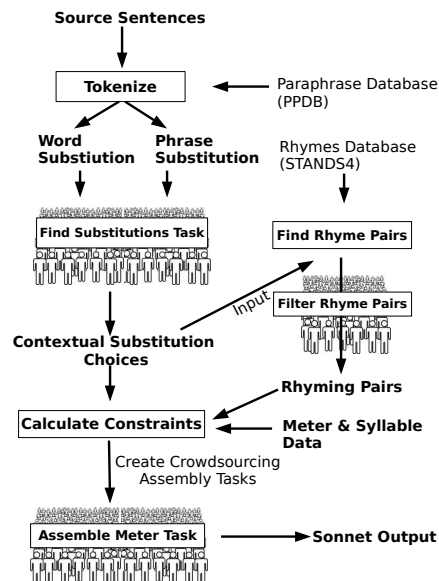 Source Sentences
Tokenize
Paraphrase Database
(PPDB)
Word
Substiution
Phrase
Substitution
Rhymes Database
(STANDS4)
Find Substitutions Task
Find Rhyme Pairs
Input
Filter Rhyme Pairs
Contextual Substitution
Choices
Rhyming Pairs
Calculate Constraints
Meter & Syllable
Data
Create Crowdsourcing
Assembly Tasks
Assemble Meter Task
Sonnet Output